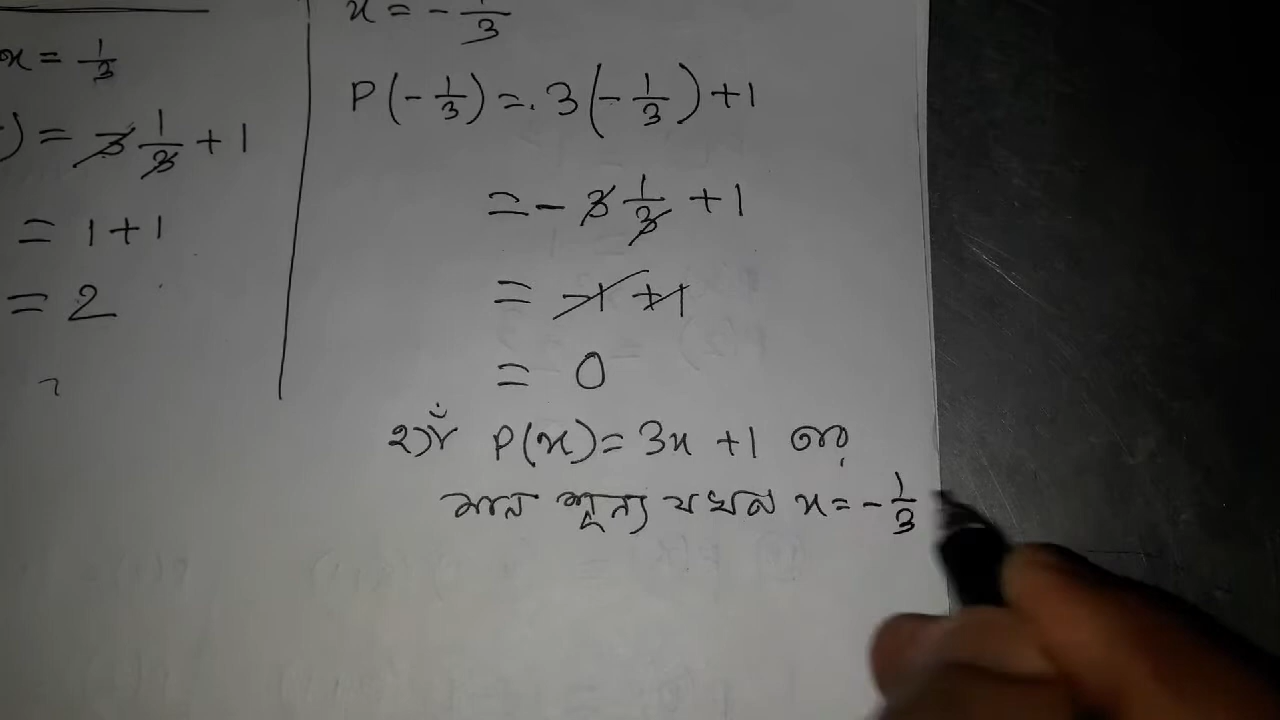 x = 1/3
) = 3 1/3 + 1
= 1 + 1
= 2
x = - 1/3
P(- 1/3) = 3(- 1/3) + 1
= - 3 1/3 + 1
= -1 + 1
= 0
P(x) = 3x + 1 এর
মান শূন্য যখন x = - 1/3